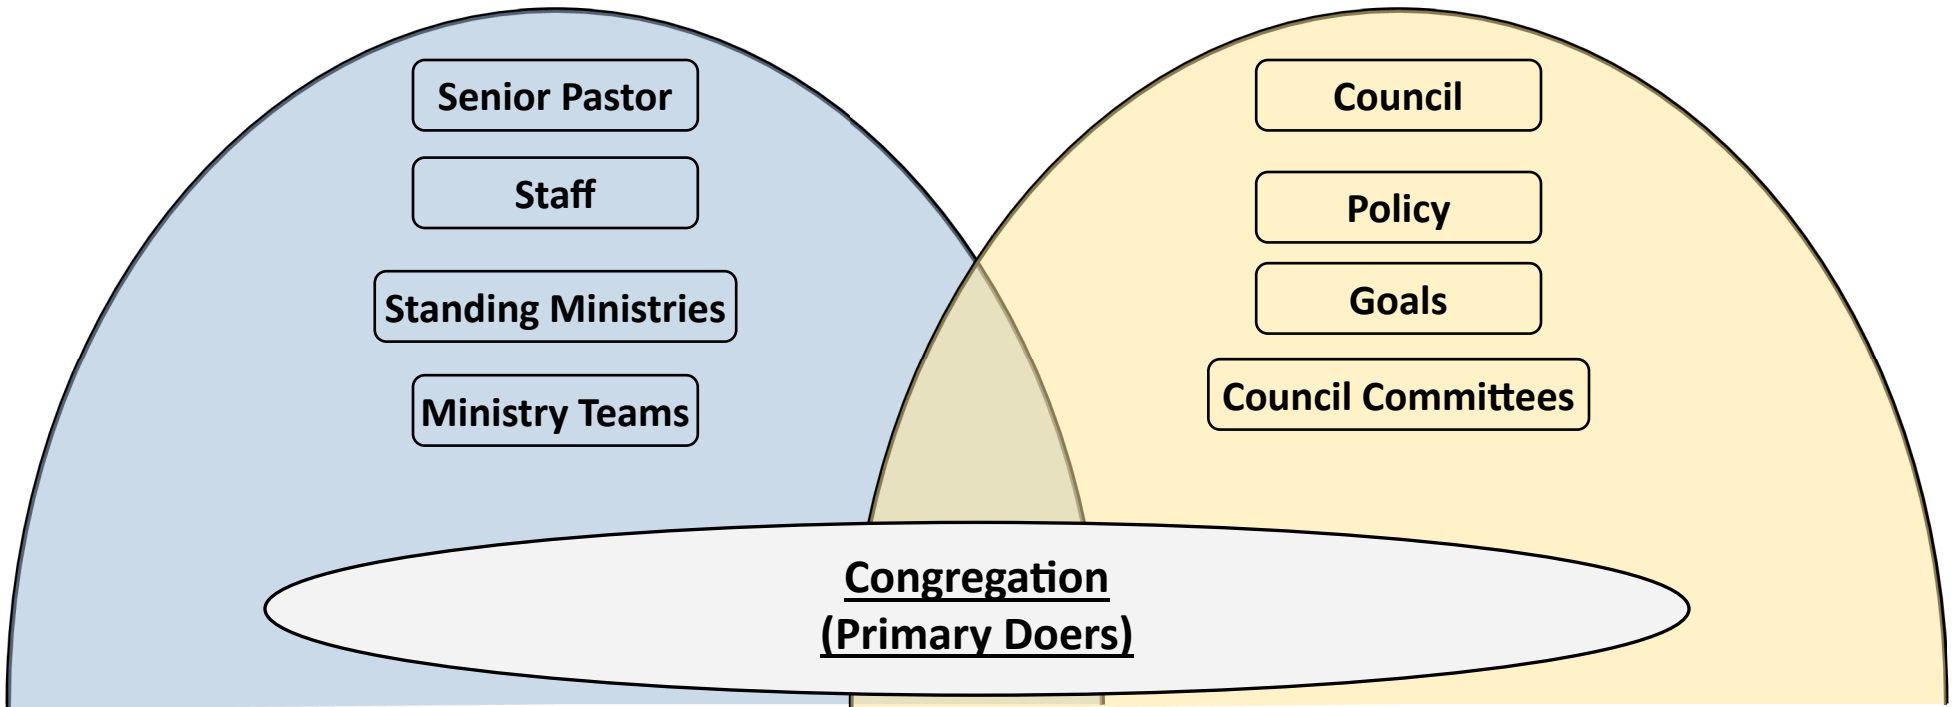 Senior Pastor
Staff
Standing Ministries
Ministry Teams
Council
Policy
Goals
Council Committees
Congregation
(Primary Doers)